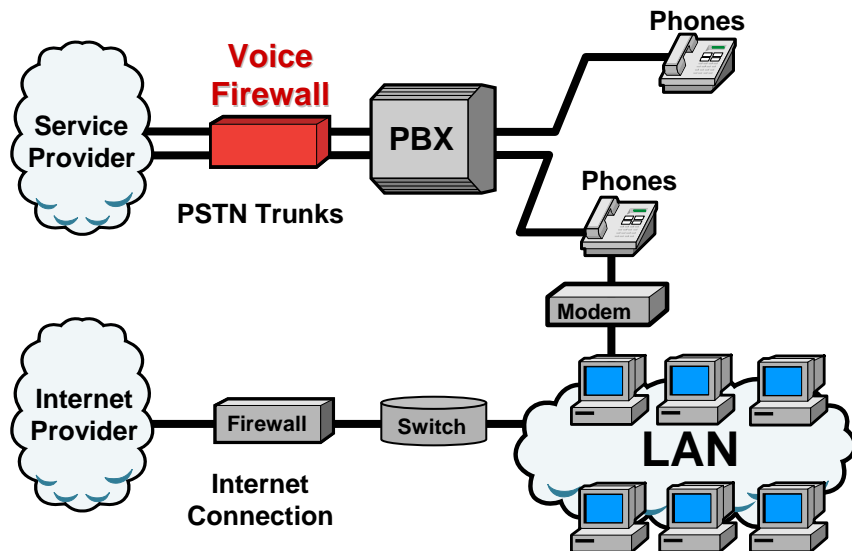 Phones
Voice
Firewall
Service
Provider
PBX
Phones
PSTN Trunks
Modem
Internet
Provider
Firewall
Switch
LAN
Internet
Connection